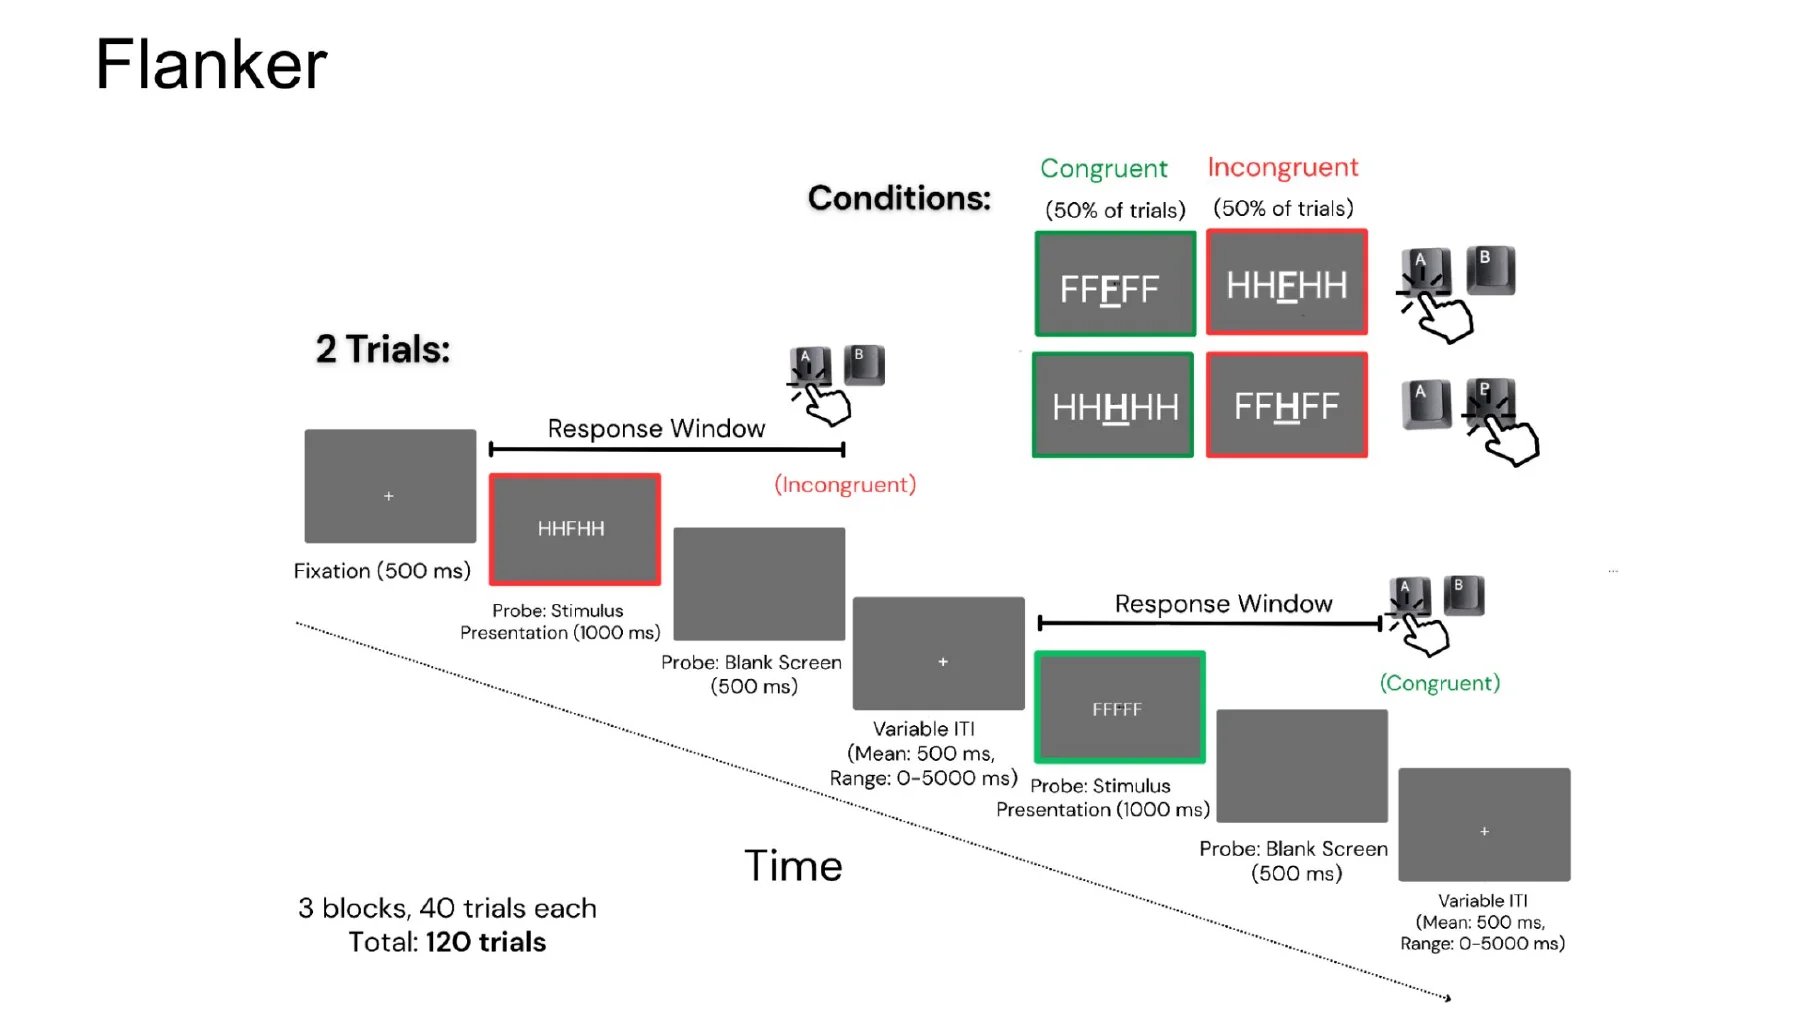 Flanker
Conditions:
Congruent
(50% of trials)
Incongruent
(50% of trials)
FFFFF
HHFHH
A B
HHHHH
FFHFF
A B
2 Trials:
A B
Response Window
(Incongruent)
+
Fixation (500 ms)
HHFHH
Probe: Stimulus
Presentation (1000 ms)
Probe: Blank Screen
(500 ms)
+
Variable ITI
(Mean: 500 ms,
Range: 0-5000 ms)
Response Window
A B
(Congruent)
FFFFF
Probe: Stimulus
Presentation (1000 ms)
Probe: Blank Screen
(500 ms)
+
Variable ITI
(Mean: 500 ms,
Range: 0-5000 ms)
Time
3 blocks, 40 trials each
Total: 120 trials